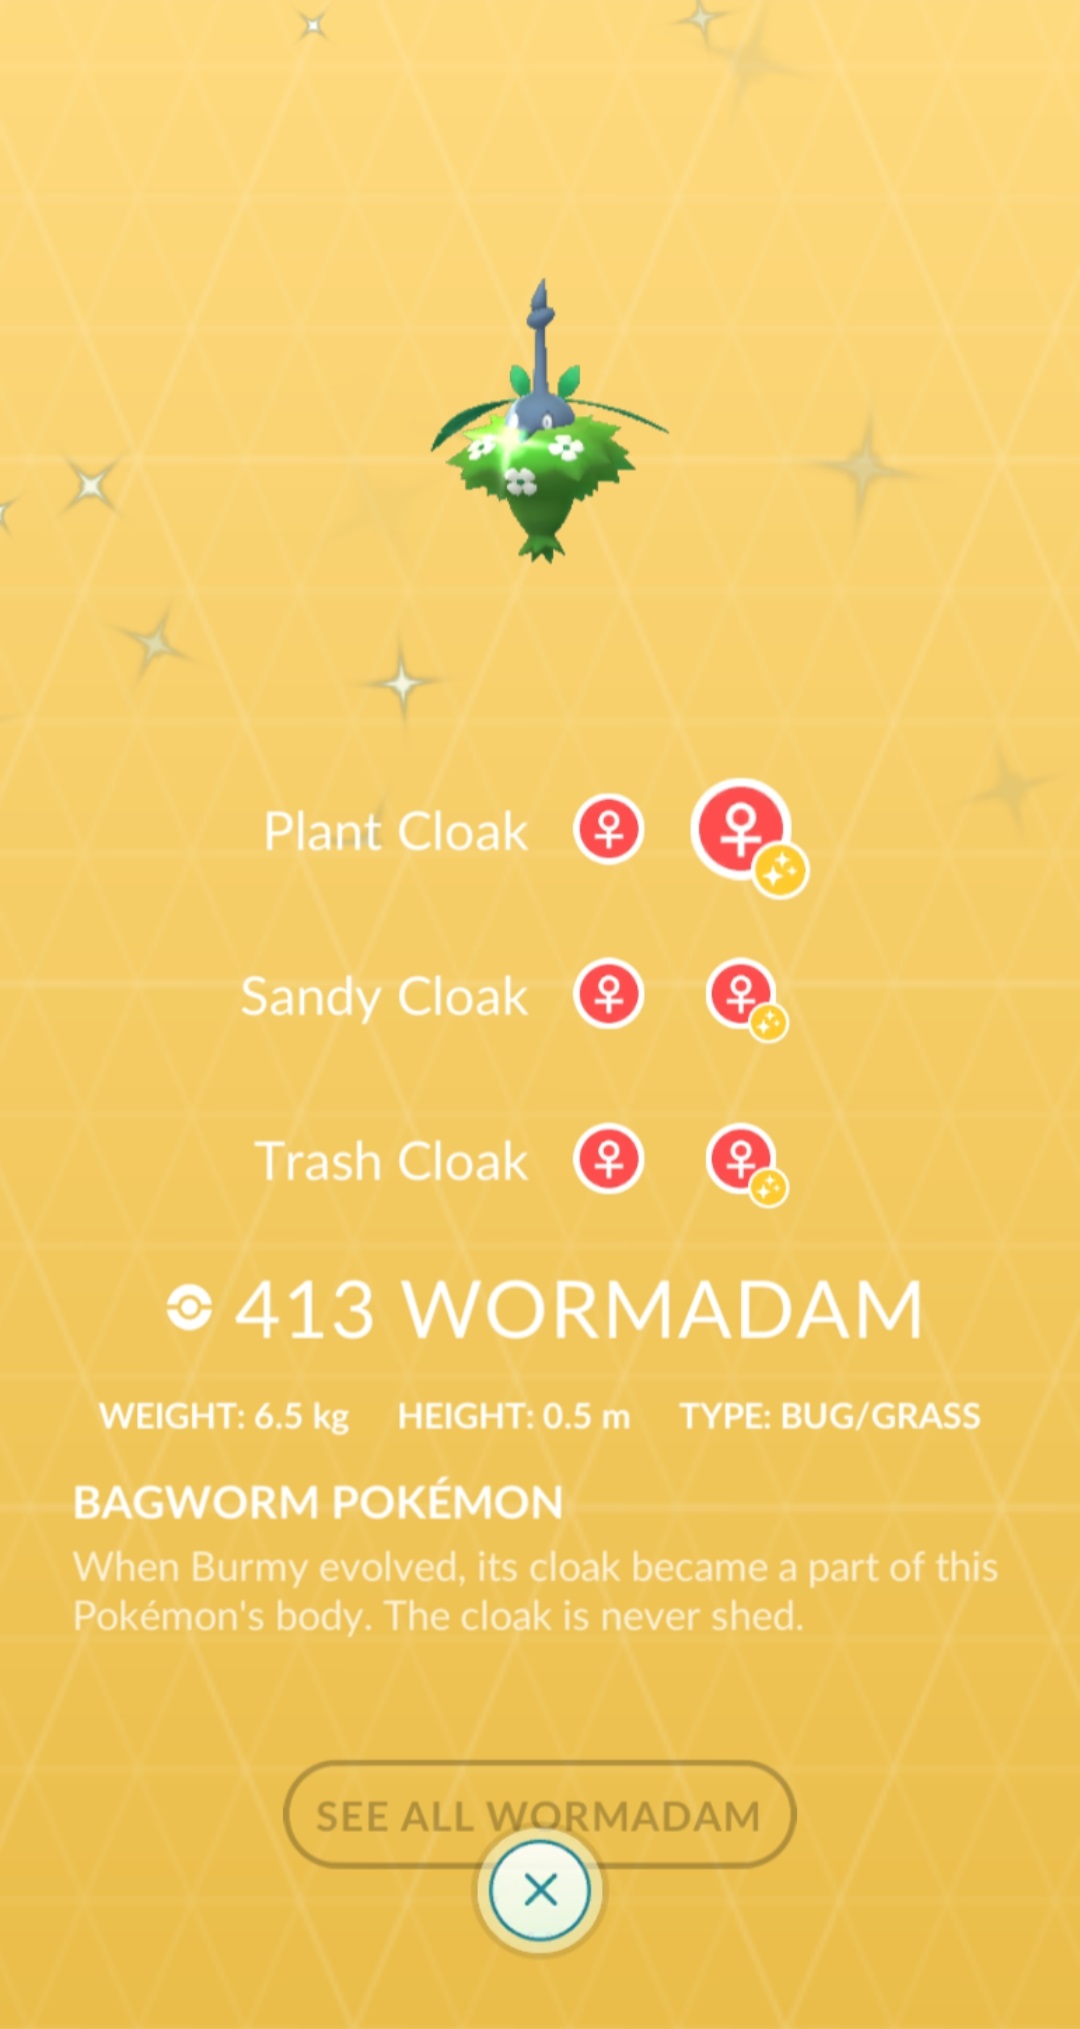 Plant Cloak
Sandy Cloak
Trash Cloak
413 WORMADAM
WEIGHT: 6.5 kg HEIGHT: 0.5 m TYPE: BUG/GRASS
BAGWORM POKÉMON
When Burmy evolved, its cloak became a part of this
Pokémon's body. The cloak is never shed.
SEE ALL WORMADAM